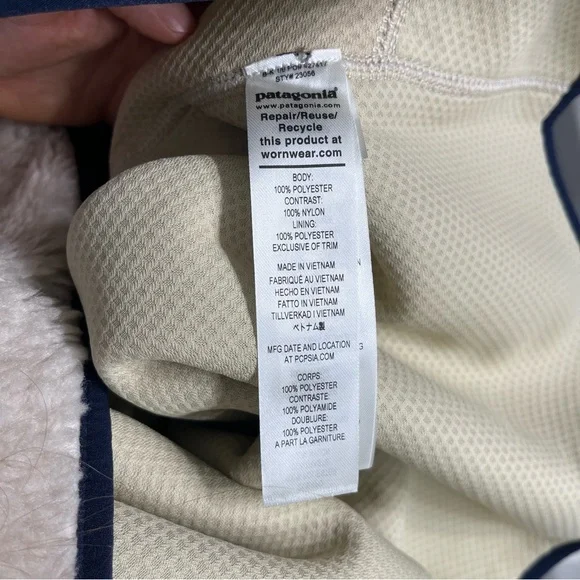 STY# 23056
patagonia®
www.patagonia.com
Repair/Reuse/
Recycle
this product at
wornwear.com
BODY:
100% POLYESTER
CONTRAST:
100% NYLON
LINING:
100% POLYESTER
EXCLUSIVE OF TRIM
MADE IN VIETNAM
FABRIQUÉ AU VIETNAM
HECHO EN VIETNAM
FATTO IN VIETNAM
TILLVERKAD I VIETNAM
ベトナム製
MFG DATE AND LOCATION
AT PCPSIA.COM
CORPS:
100% POLYESTER
CONTRASTE:
100% POLYAMIDE
DOUBLURE:
100% POLYESTER
A PART LA GARNITURE